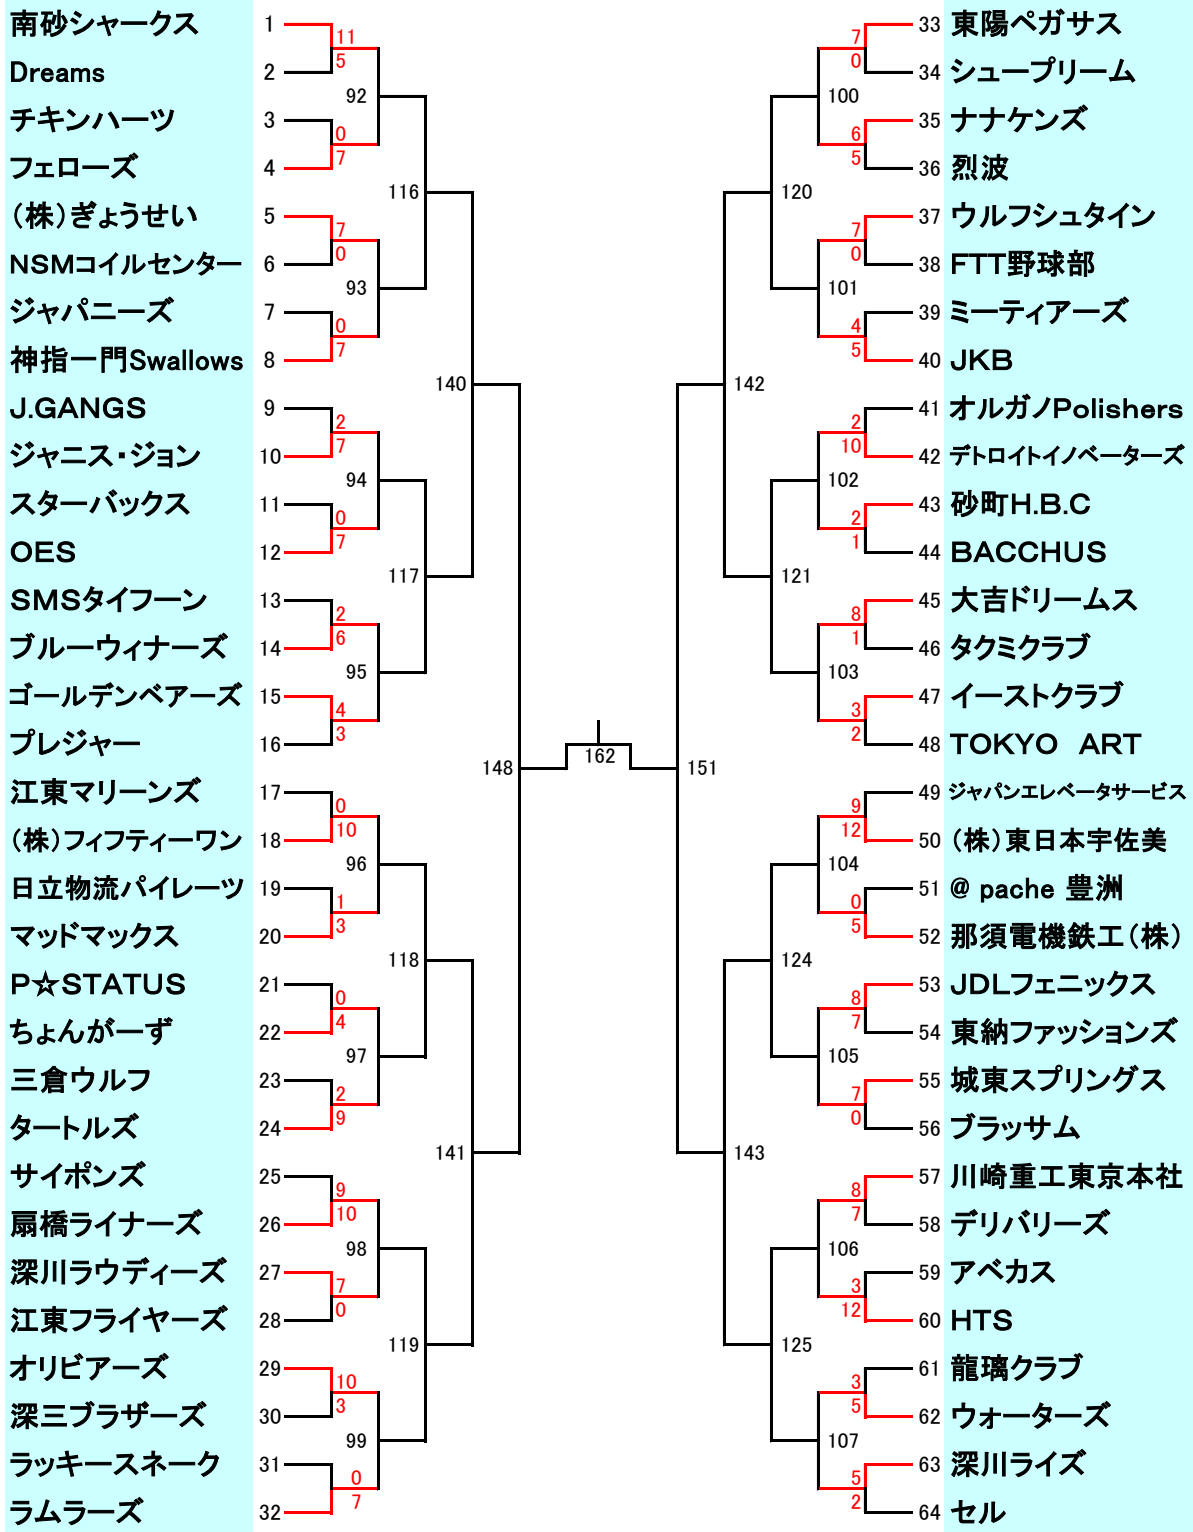 南砂シャークス 1
11
5
Dreams 2
92
チキンハーツ 3
0
7
フェローズ 4
116
(株)ぎょうせい 5
7
0
NSMコイルセンター 6
93
ジャパニーズ 7
0
7
神指一門Swallows 8
140
J.GANGS 9
2
7
ジャニス・ジョン 10
94
スターバックス 11
0
7
OES 12
117
SMSタイフーン 13
2
6
ブルーウィナーズ 14
95
ゴールデンベアーズ 15
4
3
プレジャー 16
148
江東マリーンズ 17
0
10
(株)フィフティーワン 18
96
日立物流パイレーツ 19
1
3
マッドマックス 20
118
P☆STATUS 21
0
4
ちょんがーず 22
97
三倉ウルフ 23
2
9
タートルズ 24
141
サイポンズ 25
9
10
扇橋ライナーズ 26
98
深川ラウディーズ 27
7
0
江東フライヤーズ 28
119
オリビアーズ 29
10
3
深三ブラザーズ 30
99
ラッキースネーク 31
0
7
ラムラーズ 32
162
33 東陽ペガサス
7
0
34 シュープリーム
100
35 ナナケンズ
6
5
36 烈波
120
37 ウルフシュタイン
7
0
38 FTT野球部
101
39 ミーティアーズ
4
5
40 JKB
142
41 オルガノPolishers
2
10
42 デトロイトイノベーターズ
102
43 砂町H.B.C
2
1
44 BACCHUS
121
45 大吉ドリームス
8
1
46 タクミクラブ
103
47 イーストクラブ
3
2
48 TOKYO ART
151
49 ジャパンエレベータサービス
9
12
50 (株)東日本宇佐美
104
51 @ pache 豊洲
0
5
52 那須電機鉄工(株)
124
53 JDLフェニックス
8
7
54 東納ファッションズ
105
55 城東スプリングス
7
0
56 ブラッサム
143
57 川崎重工東京本社
8
7
58 デリバリーズ
106
59 アベカス
3
12
60 HTS
125
61 龍璃クラブ
3
5
62 ウォーターズ
107
63 深川ライズ
5
2
64 セル